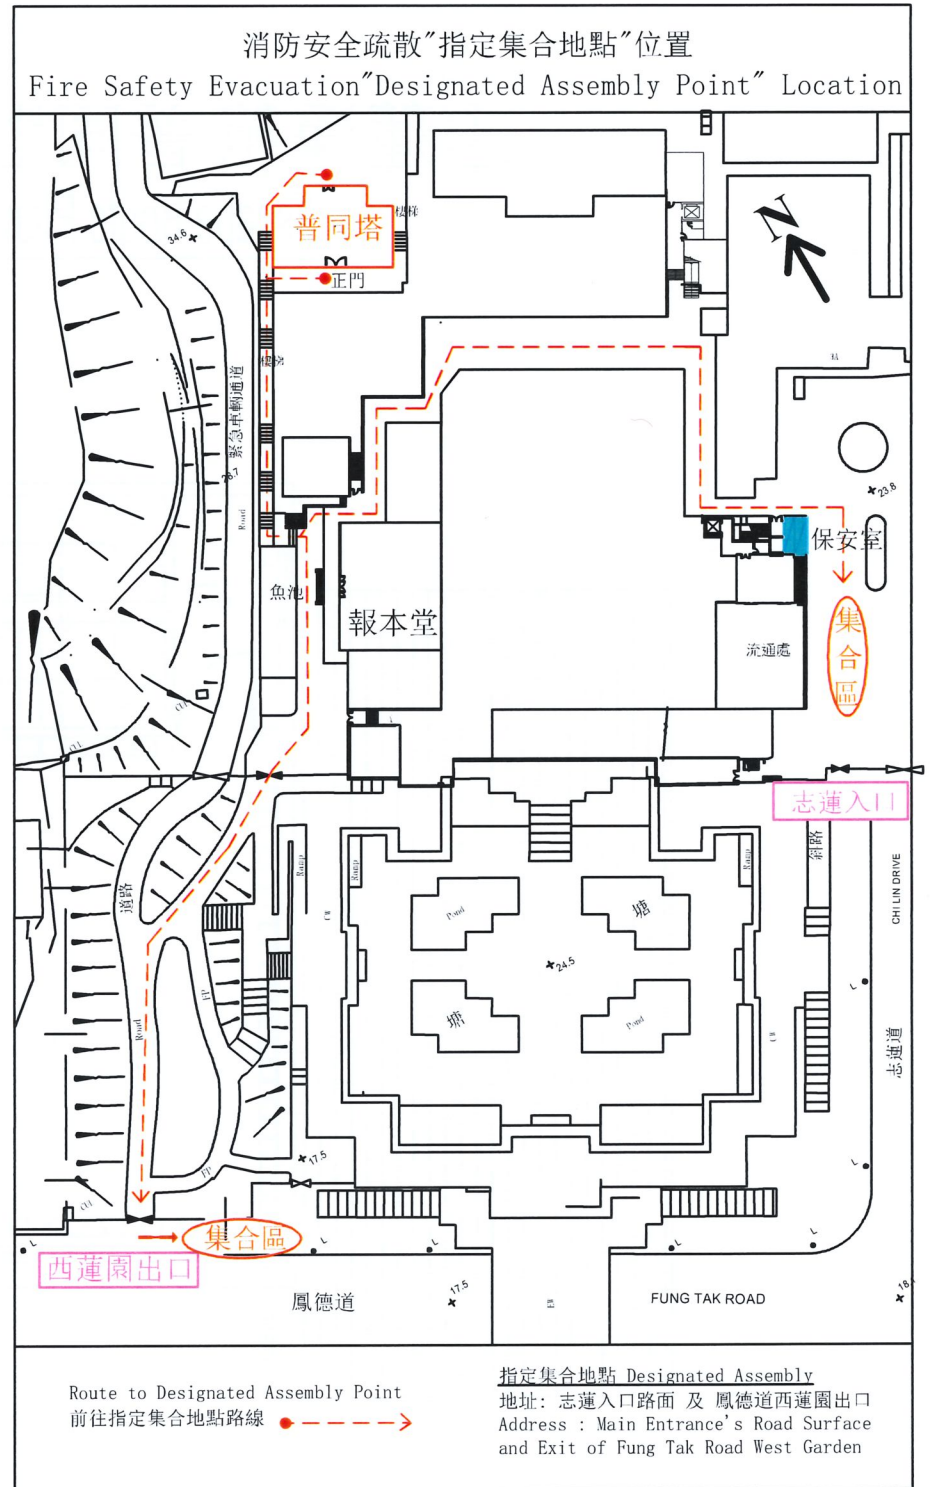 消防安全疏散"指定集合地點"位置
Fire Safety Evacuation"Designated Assembly Point" Location
普同塔
樓梯
正門
N
34.6
緊急車輛通道
Road
23.8
保安室
魚池
報本堂
流通處
集合區
志蓮入口
斜路
Ramp
Ramp
Ramp
道路
CHI LIN DRIVE
Pond
塘
24.5
塘
Pond
FP
Road
志蓮道
L
17.5
FP
L
集合區
L
L
L
L
L
西蓮園出口
鳳德道
17.5
FUNG TAK ROAD
Route to Designated Assembly Point
前往指定集合地點路線
指定集合地點 Designated Assembly
地址: 志蓮入口路面 及 鳳德道西蓮園出口
Address : Main Entrance's Road Surface
and Exit of Fung Tak Road West Garden